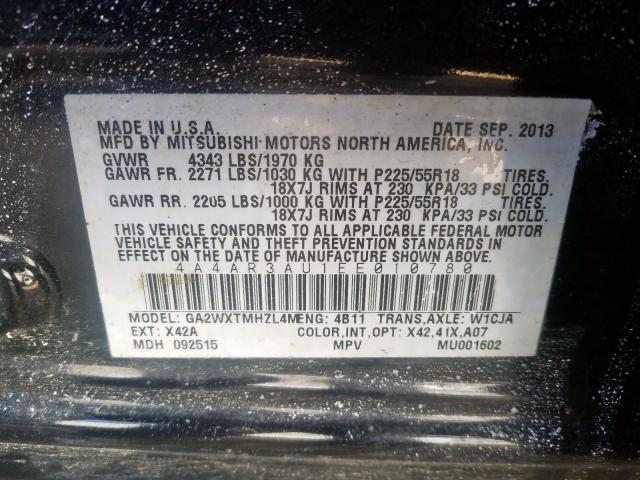 MADE IN U.S.A. DATE SEP. 2013
MFD BY MITSUBISHI MOTORS NORTH AMERICA, INC.
GVWR 4343 LBS/1970 KG
GAWR FR. 2271 LBS/1030 KG WITH P225/55R18 TIRES.
18X7J RIMS AT 230 KPA/33 PSI COLD.
GAWR RR. 2205 LBS/1000 KG WITH P225/55R18 TIRES.
18X7J RIMS AT 230 KPA/33 PSI COLD.
THIS VEHICLE CONFORMS TO ALL APPLICABLE FEDERAL MOTOR
VEHICLE SAFETY AND THEFT PREVENTION STANDARDS IN
EFFECT ON THE DATE OF MANUFACTURE SHOWN ABOVE.
4A4AR3AU1EE010780
MODEL: GA2WXTMHZL4M ENG: 4B11 TRANS,AXLE: W1CJA
EXT: X42A COLOR,INT,OPT: X42,41X,A07
MDH 092515 MPV MU001602